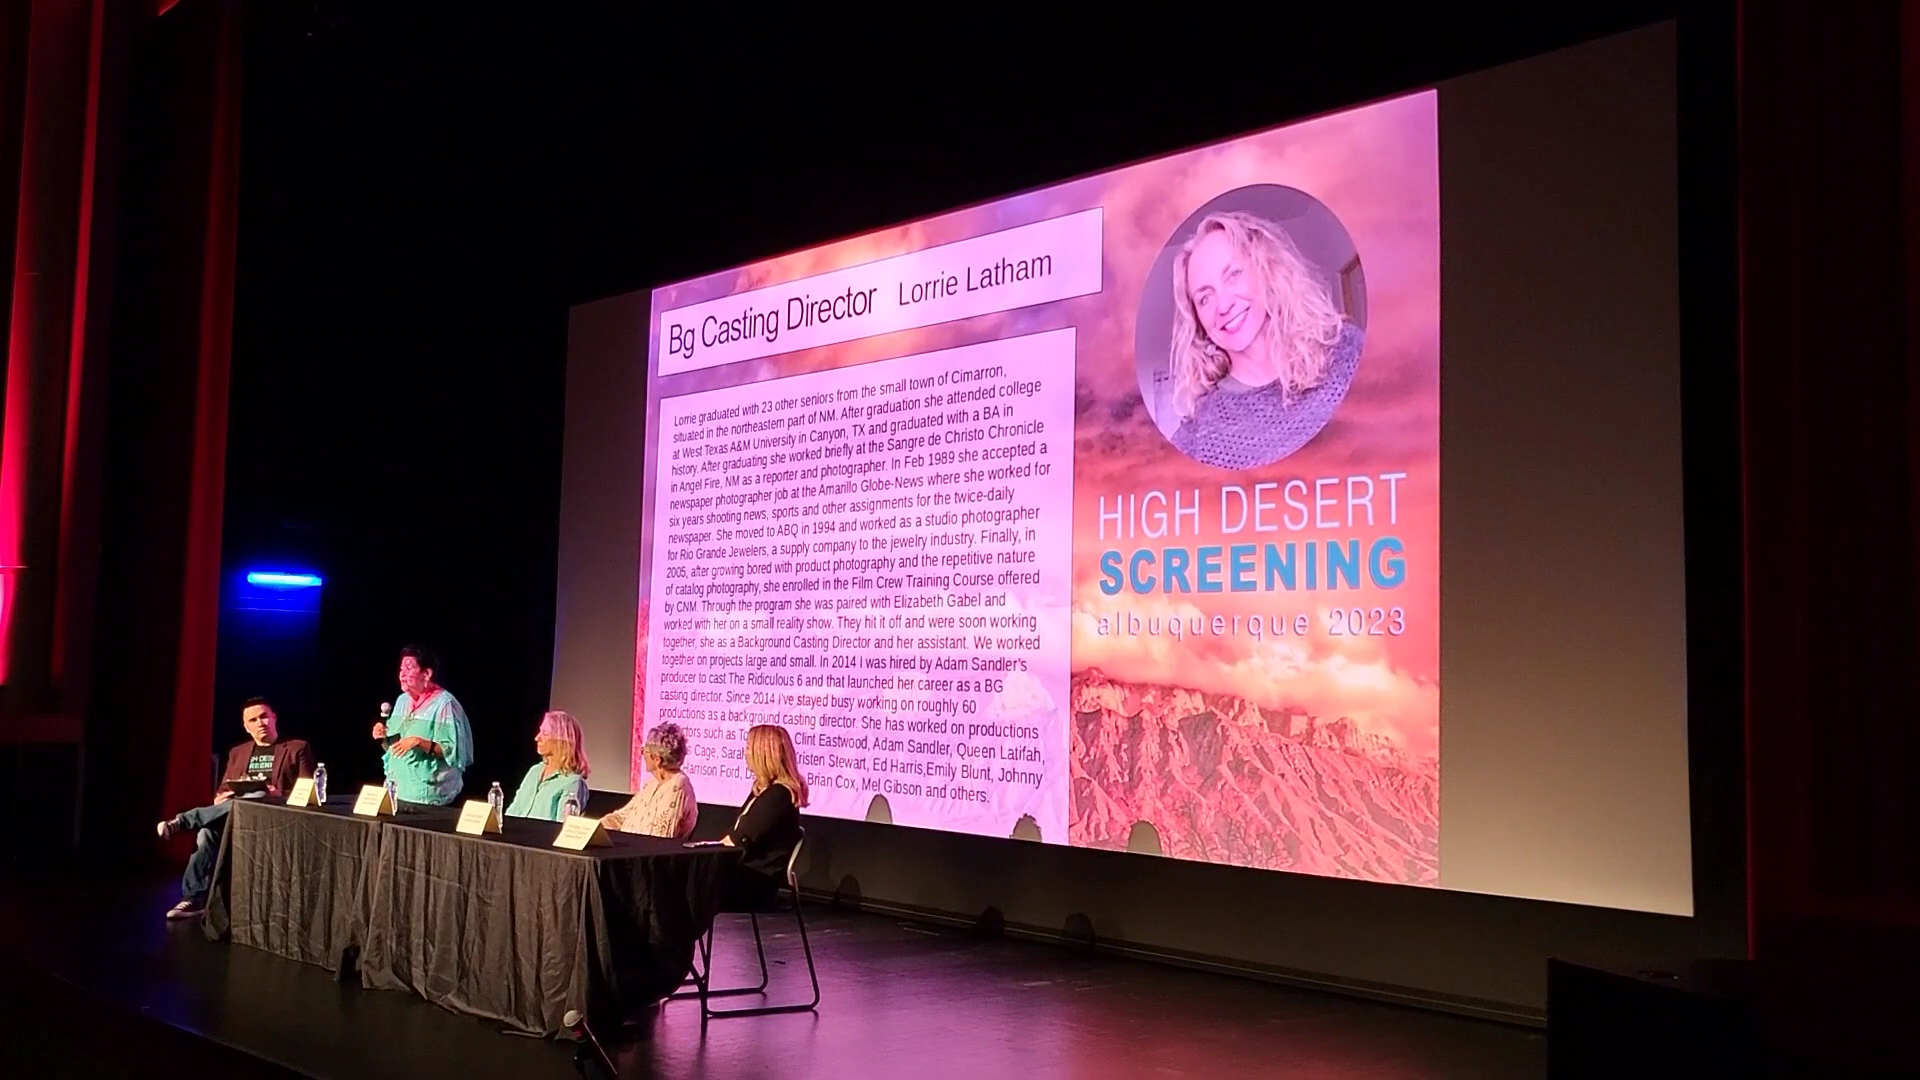 Bg Casting Director Lorrie Latham
Lorrie graduated with 23 other seniors from the small town of Cimarron,
situated in the northeastern part of NM. After graduation she attended college
at West Texas A&M University in Canyon, TX and graduated with a BA in
history. After graduating she worked briefly at the Sangre de Christo Chronicle
in Angel Fire, NM as a reporter and photographer. In Feb 1989 she accepted a
newspaper photographer job at the Amarillo Globe-News where she worked for
six years shooting news, sports and other assignments for the twice-daily
newspaper. She moved to ABQ in 1994 and worked as a studio photographer
for Rio Grande Jewelers, a supply company to the jewelry industry. Finally, in
2005, after growing bored with product photography and the repetitive nature
of catalog photography, she enrolled in the Film Crew Training Course offered
by CNM. Through the program she was paired with Elizabeth Gabel and
worked with her on a small reality show. They hit it off and were soon working
together, she as a Background Casting Director and her assistant. We worked
together on projects large and small. In 2014 I was hired by Adam Sandler's
producer to cast The Ridiculous 6 and that launched her career as a BG
casting director. Since 2014 I've stayed busy working on roughly 60
productions as a background casting director. She has worked on productions
such as Clint Eastwood, Adam Sandler, Queen Latifah,
Cage, Kristen Stewart, Ed Harris,Emily Blunt, Johnny
Harrison Ford, Brian Cox, Mel Gibson and others.
HIGH DESERT
SCREENING
albuquerque 2023